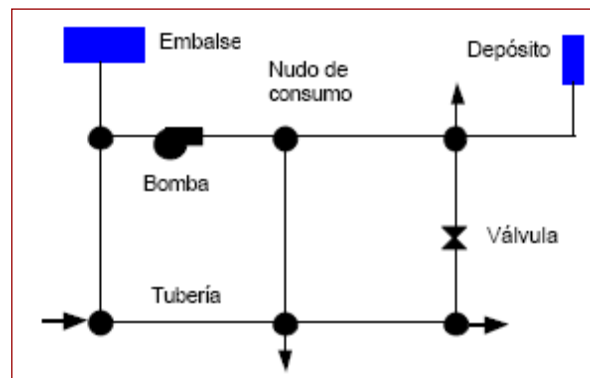 Embalse
Depósito
Nudo de
consumo
Bomba
Válvula
Tubería